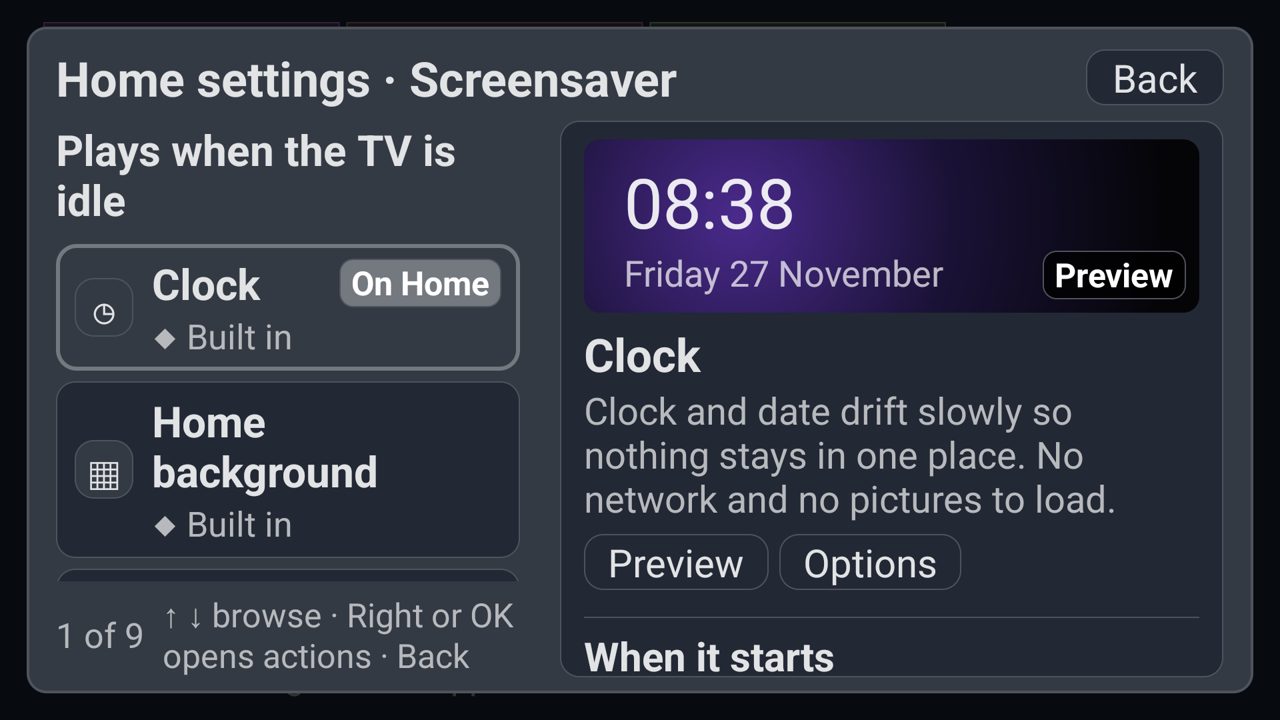 Home settings · Screensaver
Back
Plays when the TV is
idle
Clock
On Home
◆ Built in
Home
background
◆ Built in
1 of 9
↑ ↓ browse · Right or OK
opens actions · Back
08:38
Friday 27 November
Preview
Clock
Clock and date drift slowly so
nothing stays in one place. No
network and no pictures to load.
Preview
Options
When it starts